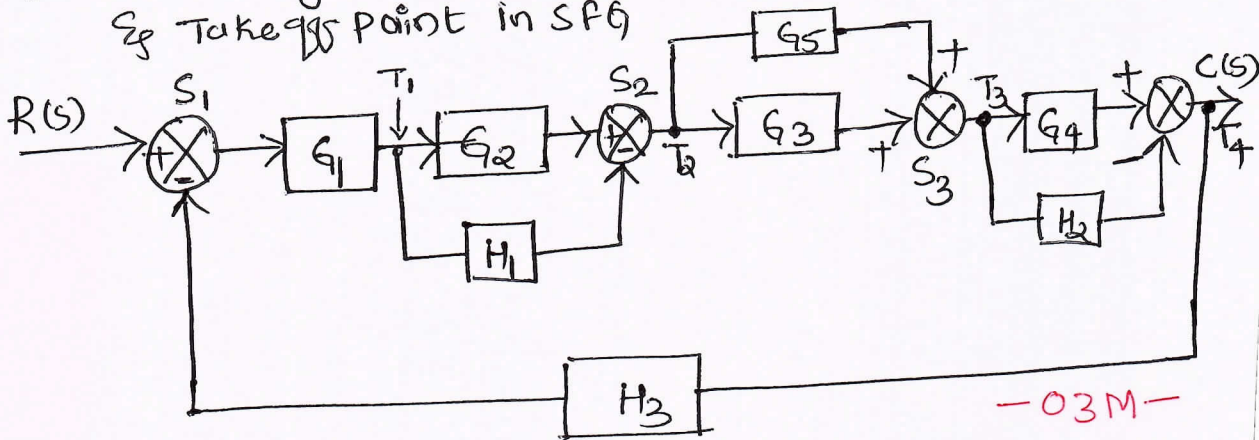 & Takeoff point in SFG
R(s) S1 + - G1 T1 G2 S2 + - T2 G5 G3 + + S3 T3 G4 + - C(s) T4
H1 H2
H3
-03M-